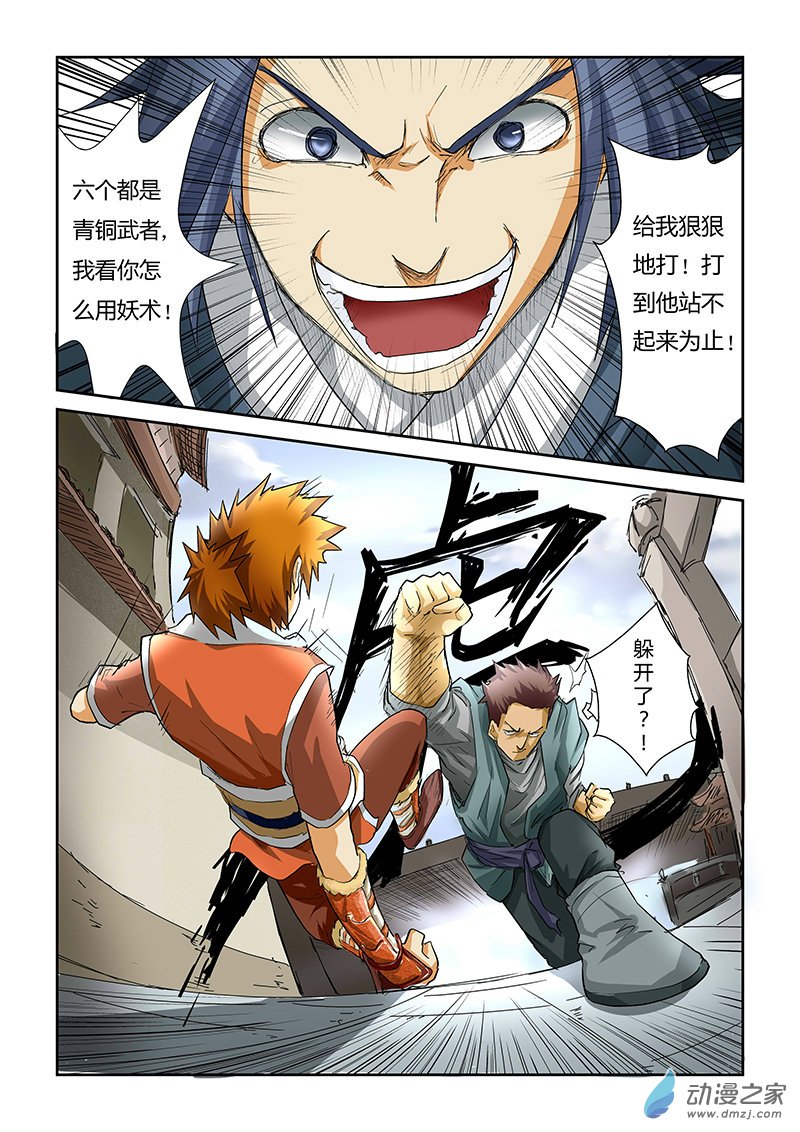 六个都是
青铜武者，
我看你怎
么用妖术！
给我狠狠
地打！打
到他站不
起来为止！
躲开了？！
动漫之家
www.dmzj.com